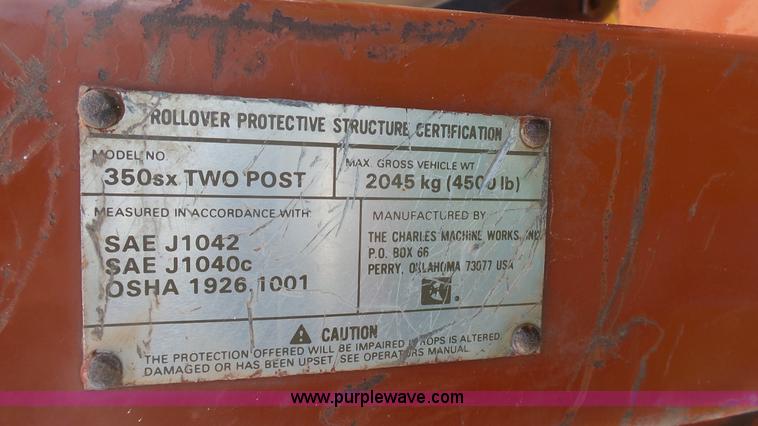 ROLLOVER PROTECTIVE STRUCTURE CERTIFICATION
MODEL NO.
350sx TWO POST
MAX. GROSS VEHICLE WT
2045 kg (4500 lb)
MEASURED IN ACCORDANCE WITH
SAE J1042
SAE J1040c
OSHA 1926.1001
MANUFACTURED BY
THE CHARLES MACHINE WORKS, INC.
P.O. BOX 66
PERRY, OKLAHOMA 73077 USA
CAUTION
THE PROTECTION OFFERED WILL BE IMPAIRED IF ROPS IS ALTERED,
DAMAGED OR HAS BEEN UPSET. SEE OPERATORS MANUAL.
www.purplewave.com